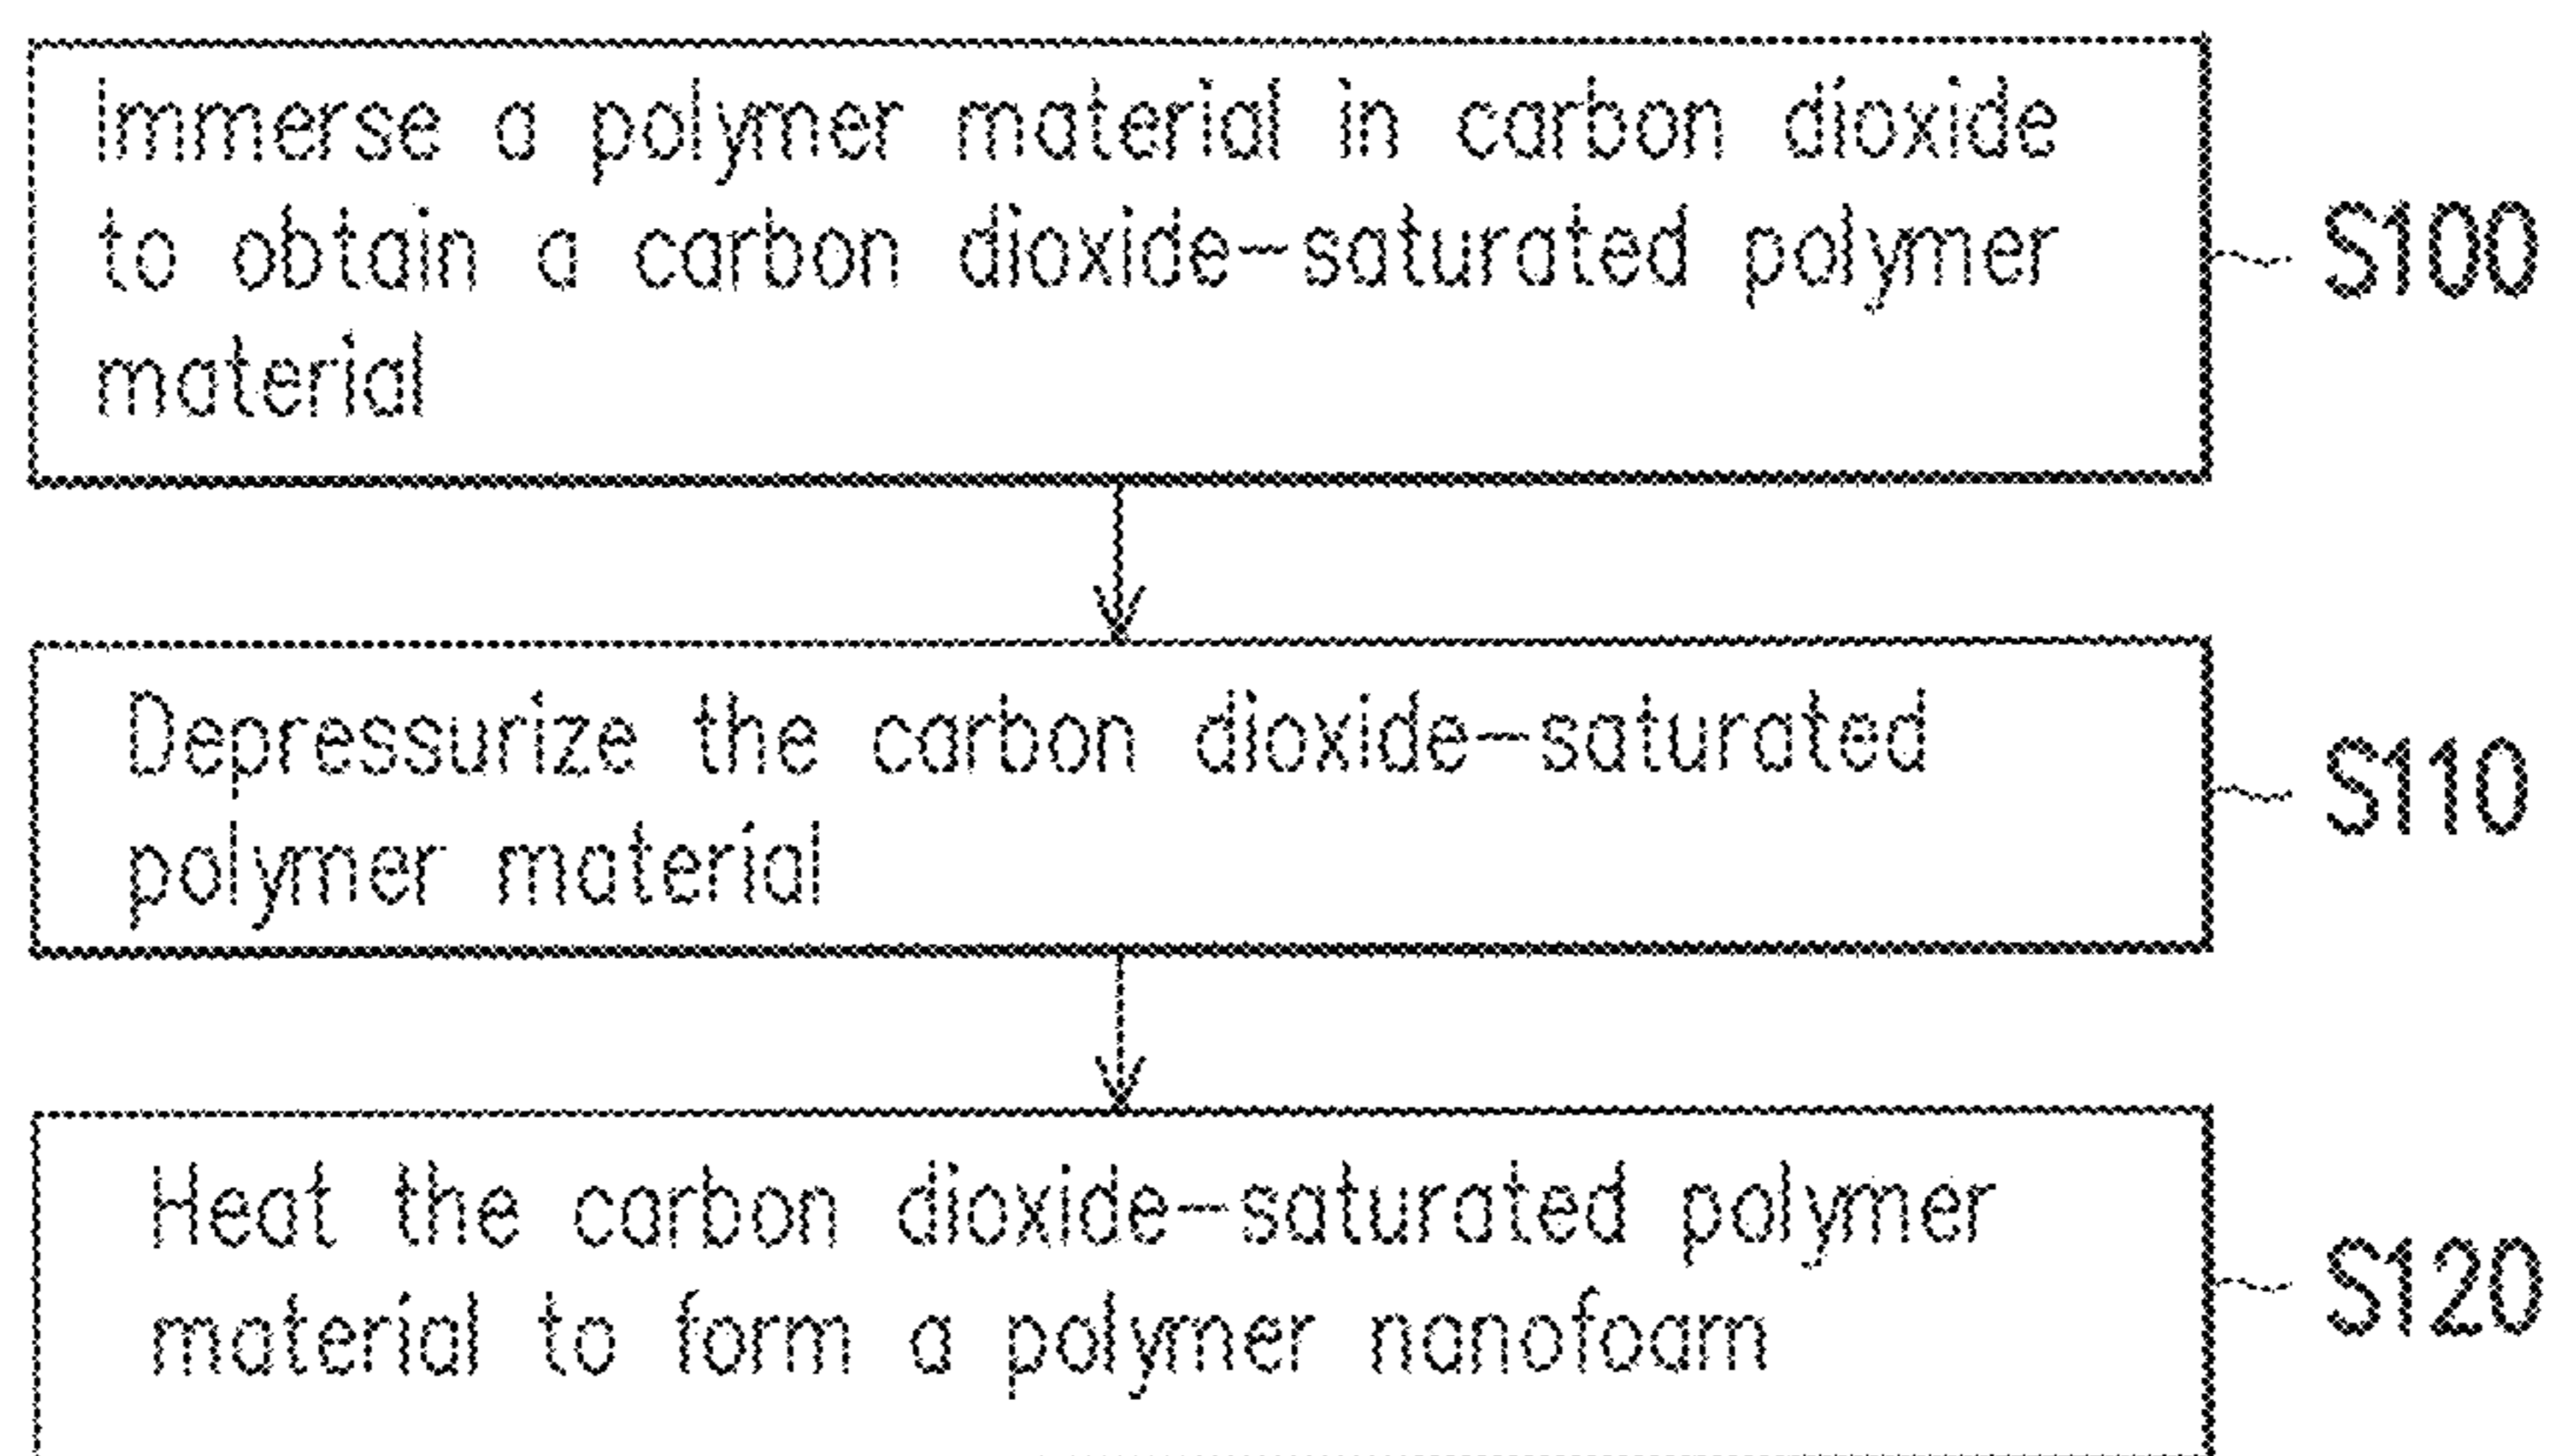 Immerse a polymer material in carbon dioxide
to obtain a carbon dioxide-saturated polymer
material
S100
Depressurize the carbon dioxide-saturated
polymer material
S110
Heat the carbon dioxide-saturated polymer
material to form a polymer nanofoam
S120